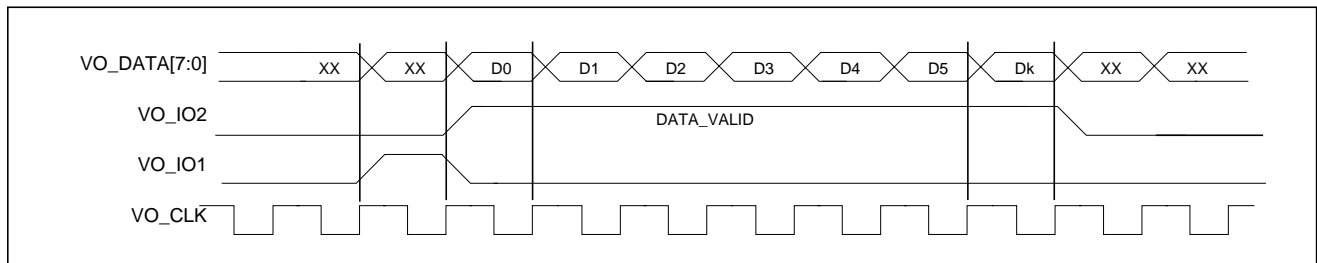 VO_DATA[7:0] XX XX D0 D1 D2 D3 D4 D5 Dk XX XX
VO_IO2 DATA_VALID
VO_IO1
VO_CLK